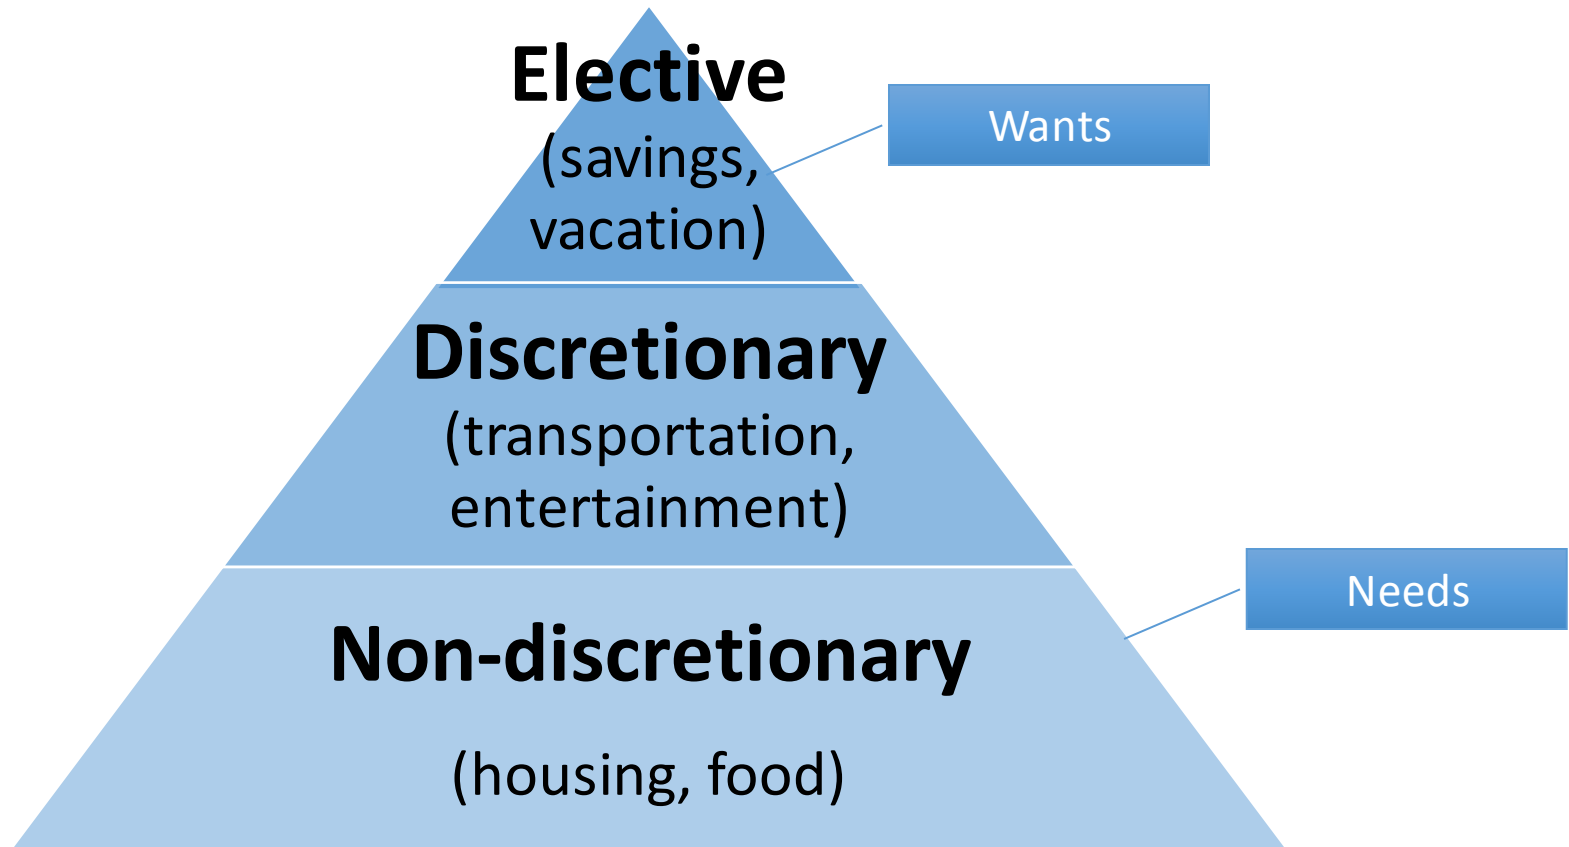 Elective
(savings,
vacation)
Wants
Discretionary
(transportation,
entertainment)
Needs
Non-discretionary
(housing, food)